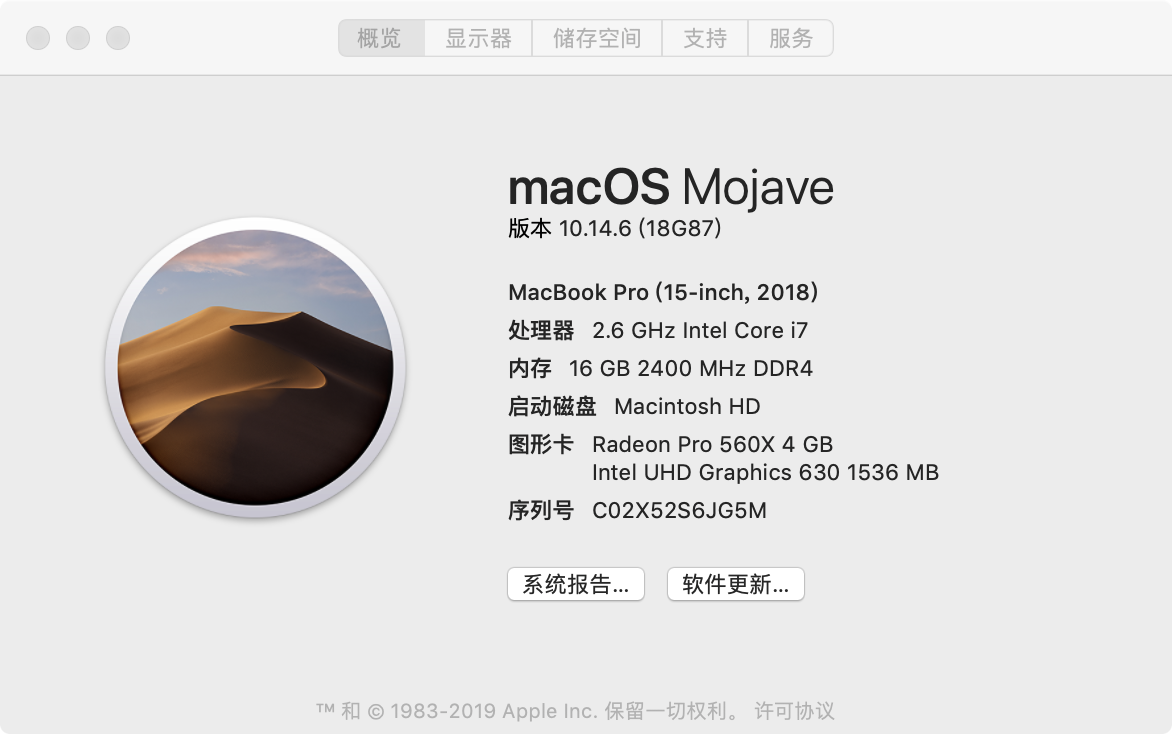 概览 显示器 储存空间 支持 服务
macOS Mojave
版本 10.14.6 (18G87)
MacBook Pro (15-inch, 2018)
处理器 2.6 GHz Intel Core i7
内存 16 GB 2400 MHz DDR4
启动磁盘 Macintosh HD
图形卡 Radeon Pro 560X 4 GB
Intel UHD Graphics 630 1536 MB
序列号 C02X52S6JG5M
系统报告... 软件更新...
™ 和 © 1983-2019 Apple Inc. 保留一切权利。 许可协议